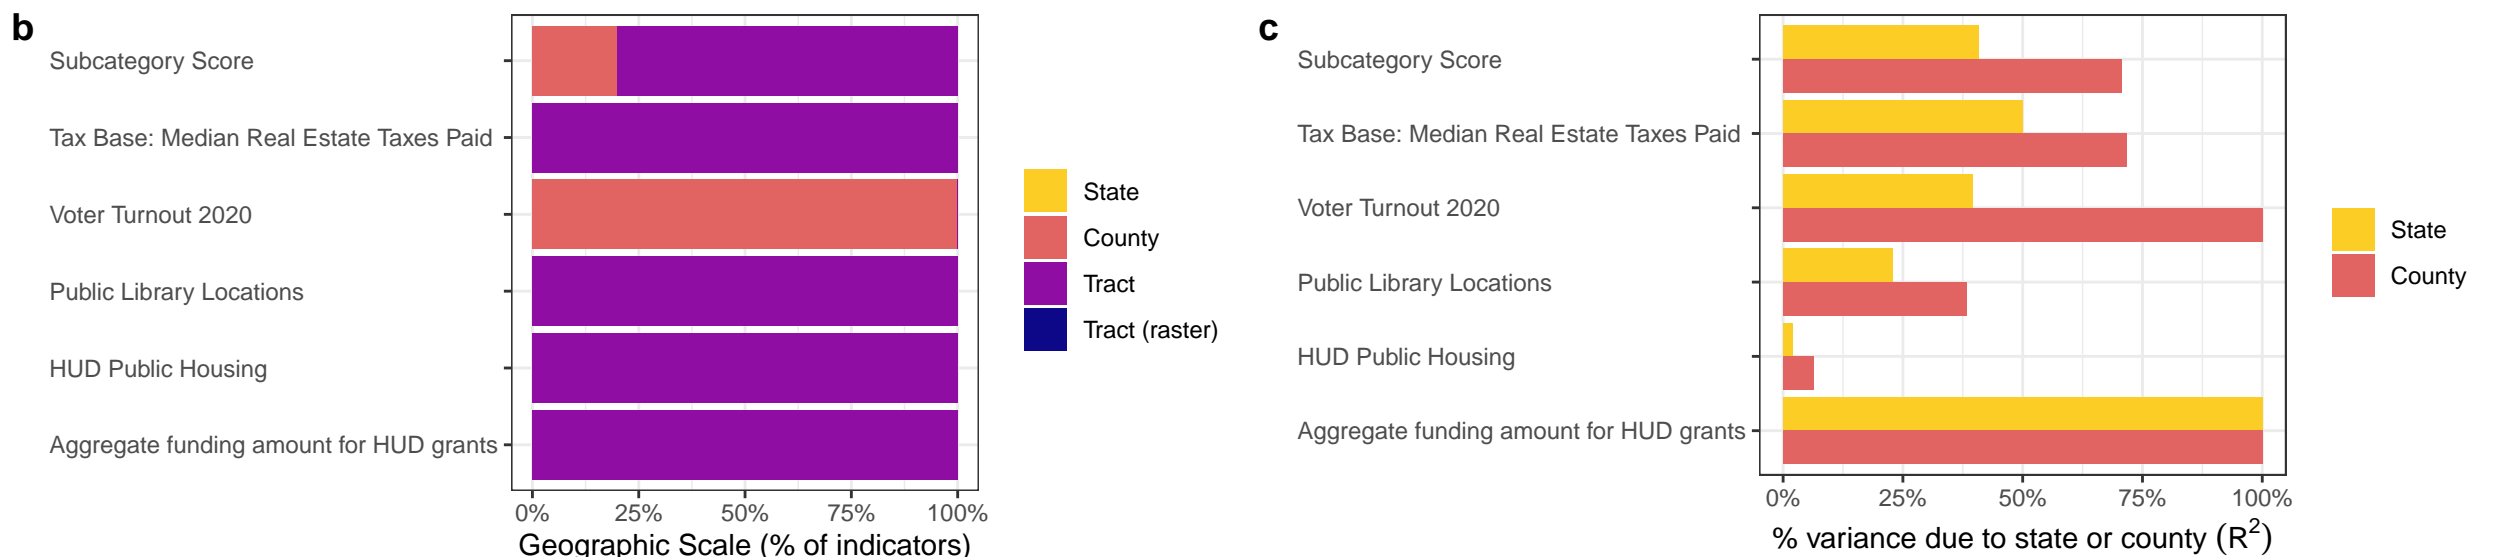 b
Subcategory Score
Tax Base: Median Real Estate Taxes Paid
Voter Turnout 2020
Public Library Locations
HUD Public Housing
Aggregate funding amount for HUD grants
0% 25% 50% 75% 100%
Geographic Scale (% of indicators)
State
County
Tract
Tract (raster)
c
Subcategory Score
Tax Base: Median Real Estate Taxes Paid
Voter Turnout 2020
Public Library Locations
HUD Public Housing
Aggregate funding amount for HUD grants
0% 25% 50% 75% 100%
% variance due to state or county (R²)
State
County